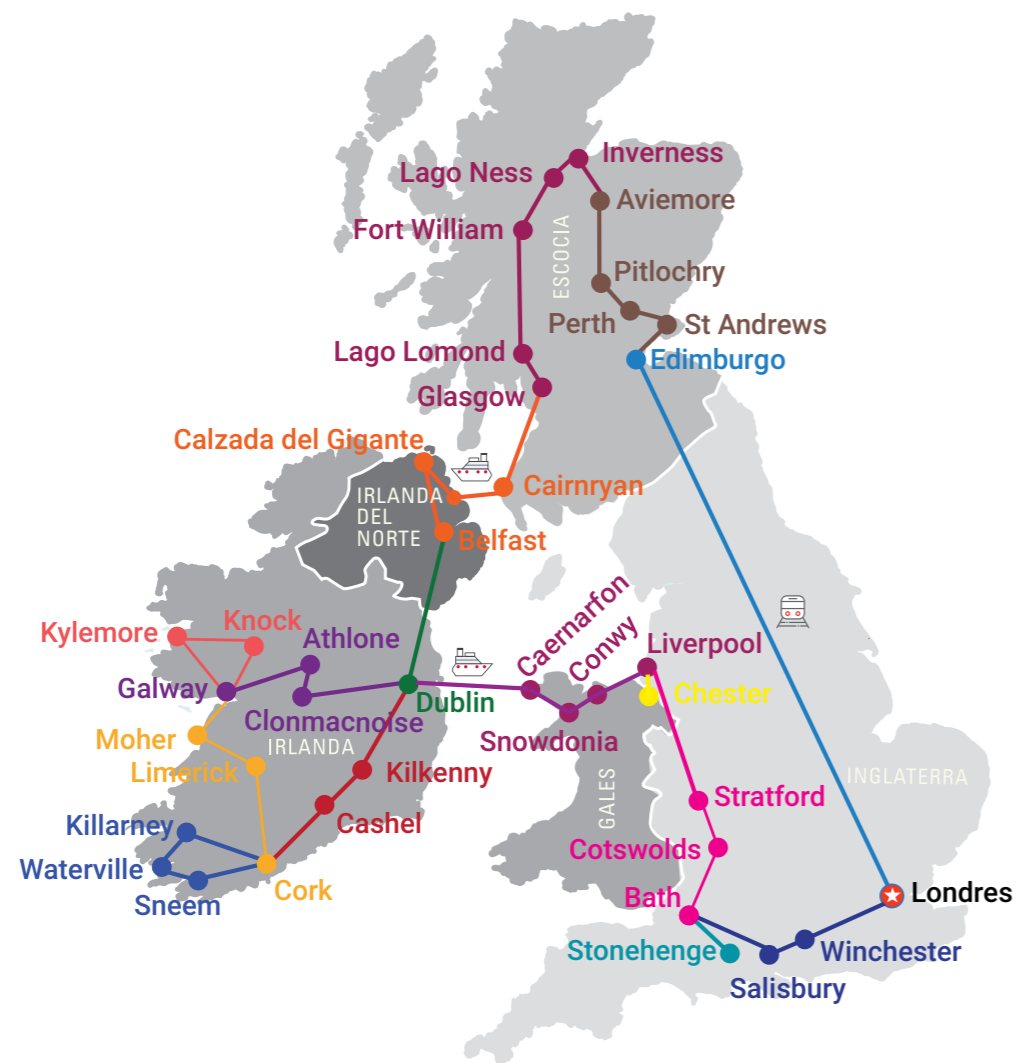 Inverness
Lago Ness
Aviemore
Fort William
ESCOCIA
Pitlochry
Perth
St Andrews
Lago Lomond
Edimburgo
Glasgow
Calzada del Gigante
Cairnryan
IRLANDA
DEL
NORTE
Belfast
Caernarfon
Conwy
Knock
Kylemore
Athlone
Liverpool
Galway
Dublin
Chester
Clonmacnoise
Moher
IRLANDA
Snowdonia
Limerick
Kilkenny
INGLATERRA
GALES
Stratford
Killarney
Cashel
Cotswolds
Waterville
Cork
Sneem
Bath
Londres
Stonehenge
Winchester
Salisbury